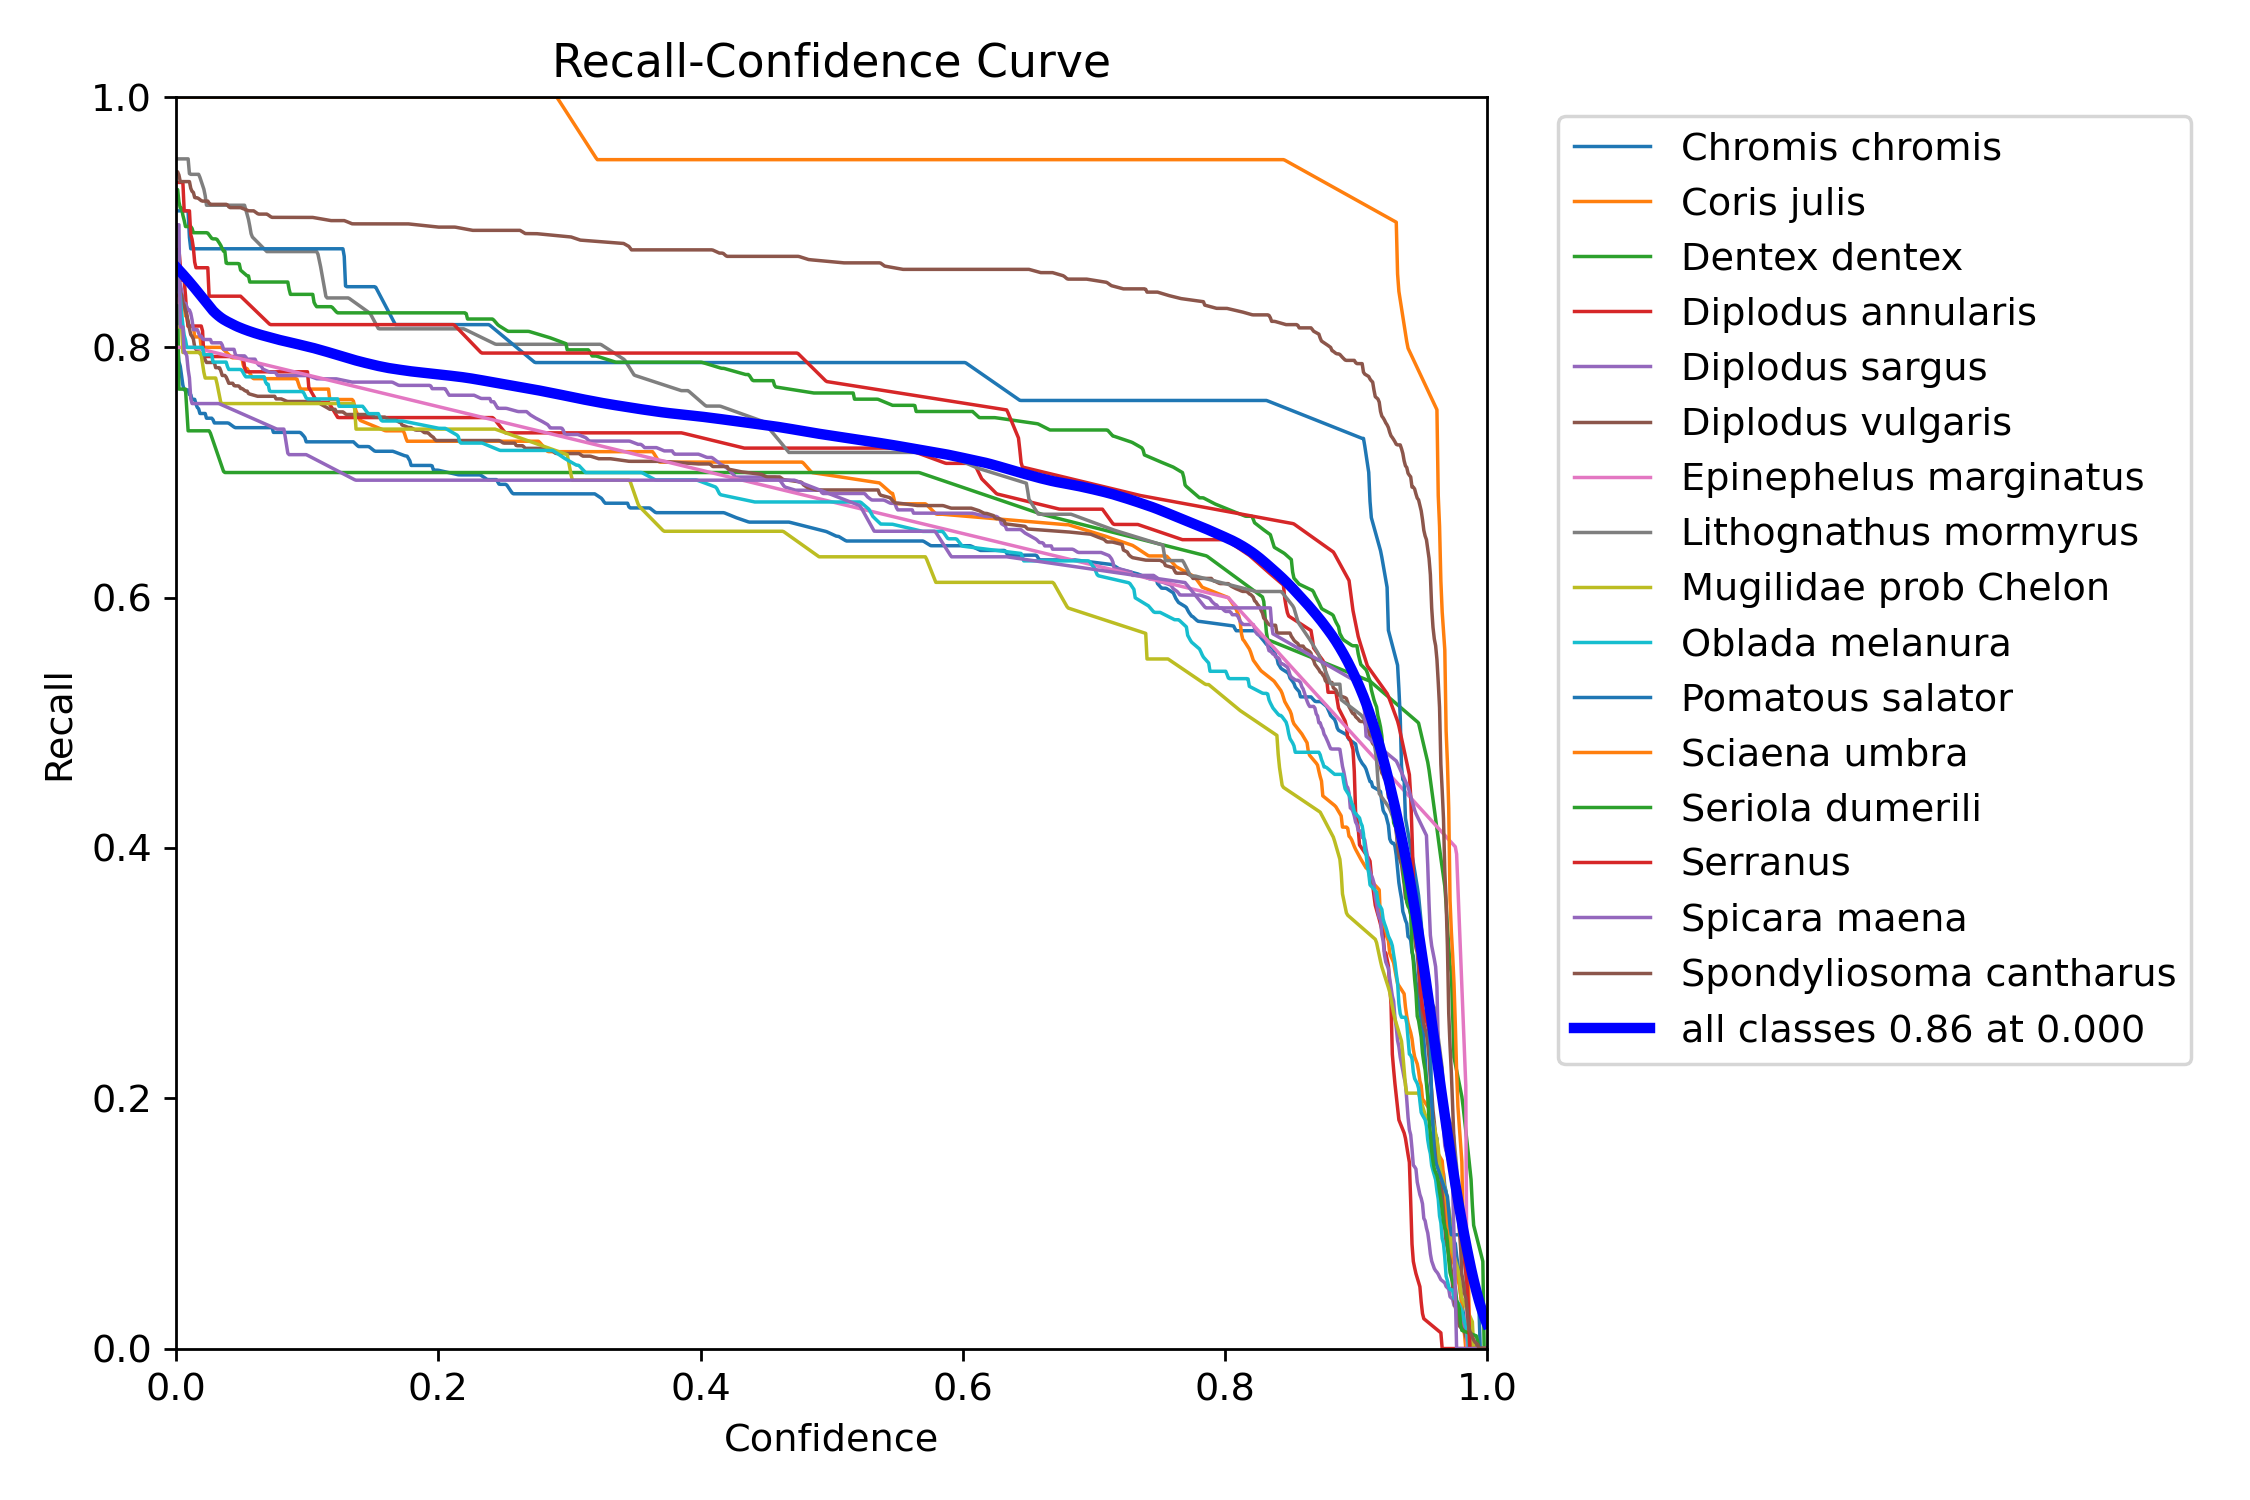 Recall-Confidence Curve
1.0
0.8
0.6
0.4
0.2
0.0
Recall
0.0 0.2 0.4 0.6 0.8 1.0
Confidence
Chromis chromis
Coris julis
Dentex dentex
Diplodus annularis
Diplodus sargus
Diplodus vulgaris
Epinephelus marginatus
Lithognathus mormyrus
Mugilidae prob Chelon
Oblada melanura
Pomatous salator
Sciaena umbra
Seriola dumerili
Serranus
Spicara maena
Spondyliosoma cantharus
all classes 0.86 at 0.000